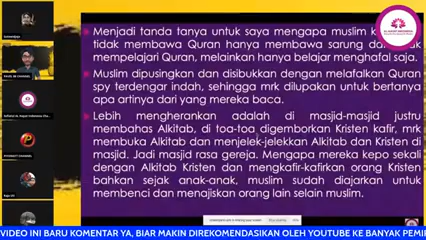 Menjadi tanda tanya untuk saya mengapa muslim
tidak membawa Quran hanya membawa sarung
mempelajari Quran, melainkan hanya belajar menghafal saja.
Muslim dipusingkan dan disibukkan dengan melafalkan Quran
spy terdengar indah, sehingga mrk dilupakan untuk bertanya
apa artinya dari yang mereka baca.
Lebih mengherankan adalah di masjid-masjid justru
membahas Alkitab, di toa-toa digemborkan Kristen kafir, mrk
membuka Alkitab dan menjelek-jelekkan Alkitab dan Kristen di
masjid. Jadi masjid rasa gereja. Mengapa mereka kepo sekali
dengan Alkitab Kristen dan mengkafir-kafirkan orang Kristen
bahkan sejak anak-anak, muslim sudah diajarkan untuk
membenci dan menajiskan orang lain selain muslim.
VIDEO INI BARU KOMENTAR YA, BIAR MAKIN DIREKOMENDASIKAN OLEH YOUTUBE KE BANYAK PEMI